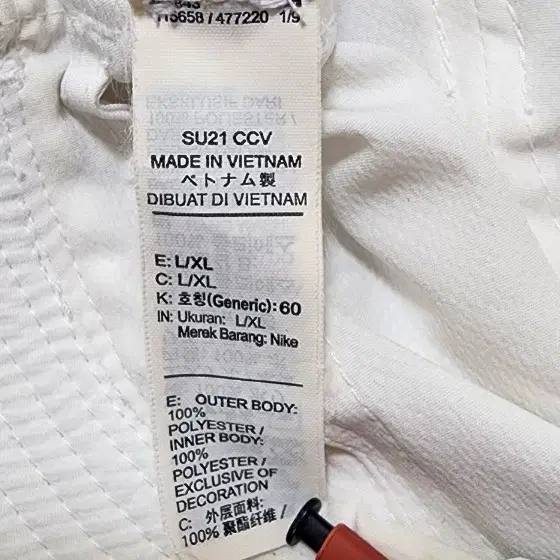 843
115658 / 477220 1/9
SU21 CCV
MADE IN VIETNAM
ベトナム製
DIBUAT DI VIETNAM
E: L/XL
C: L/XL
K: 호칭(Generic): 60
IN: Ukuran: L/XL
Merek Barang: Nike
E: OUTER BODY:
100%
POLYESTER /
INNER BODY:
100%
POLYESTER /
EXCLUSIVE OF
DECORATION
C: 外层面料:
100% 聚酯纤维 /